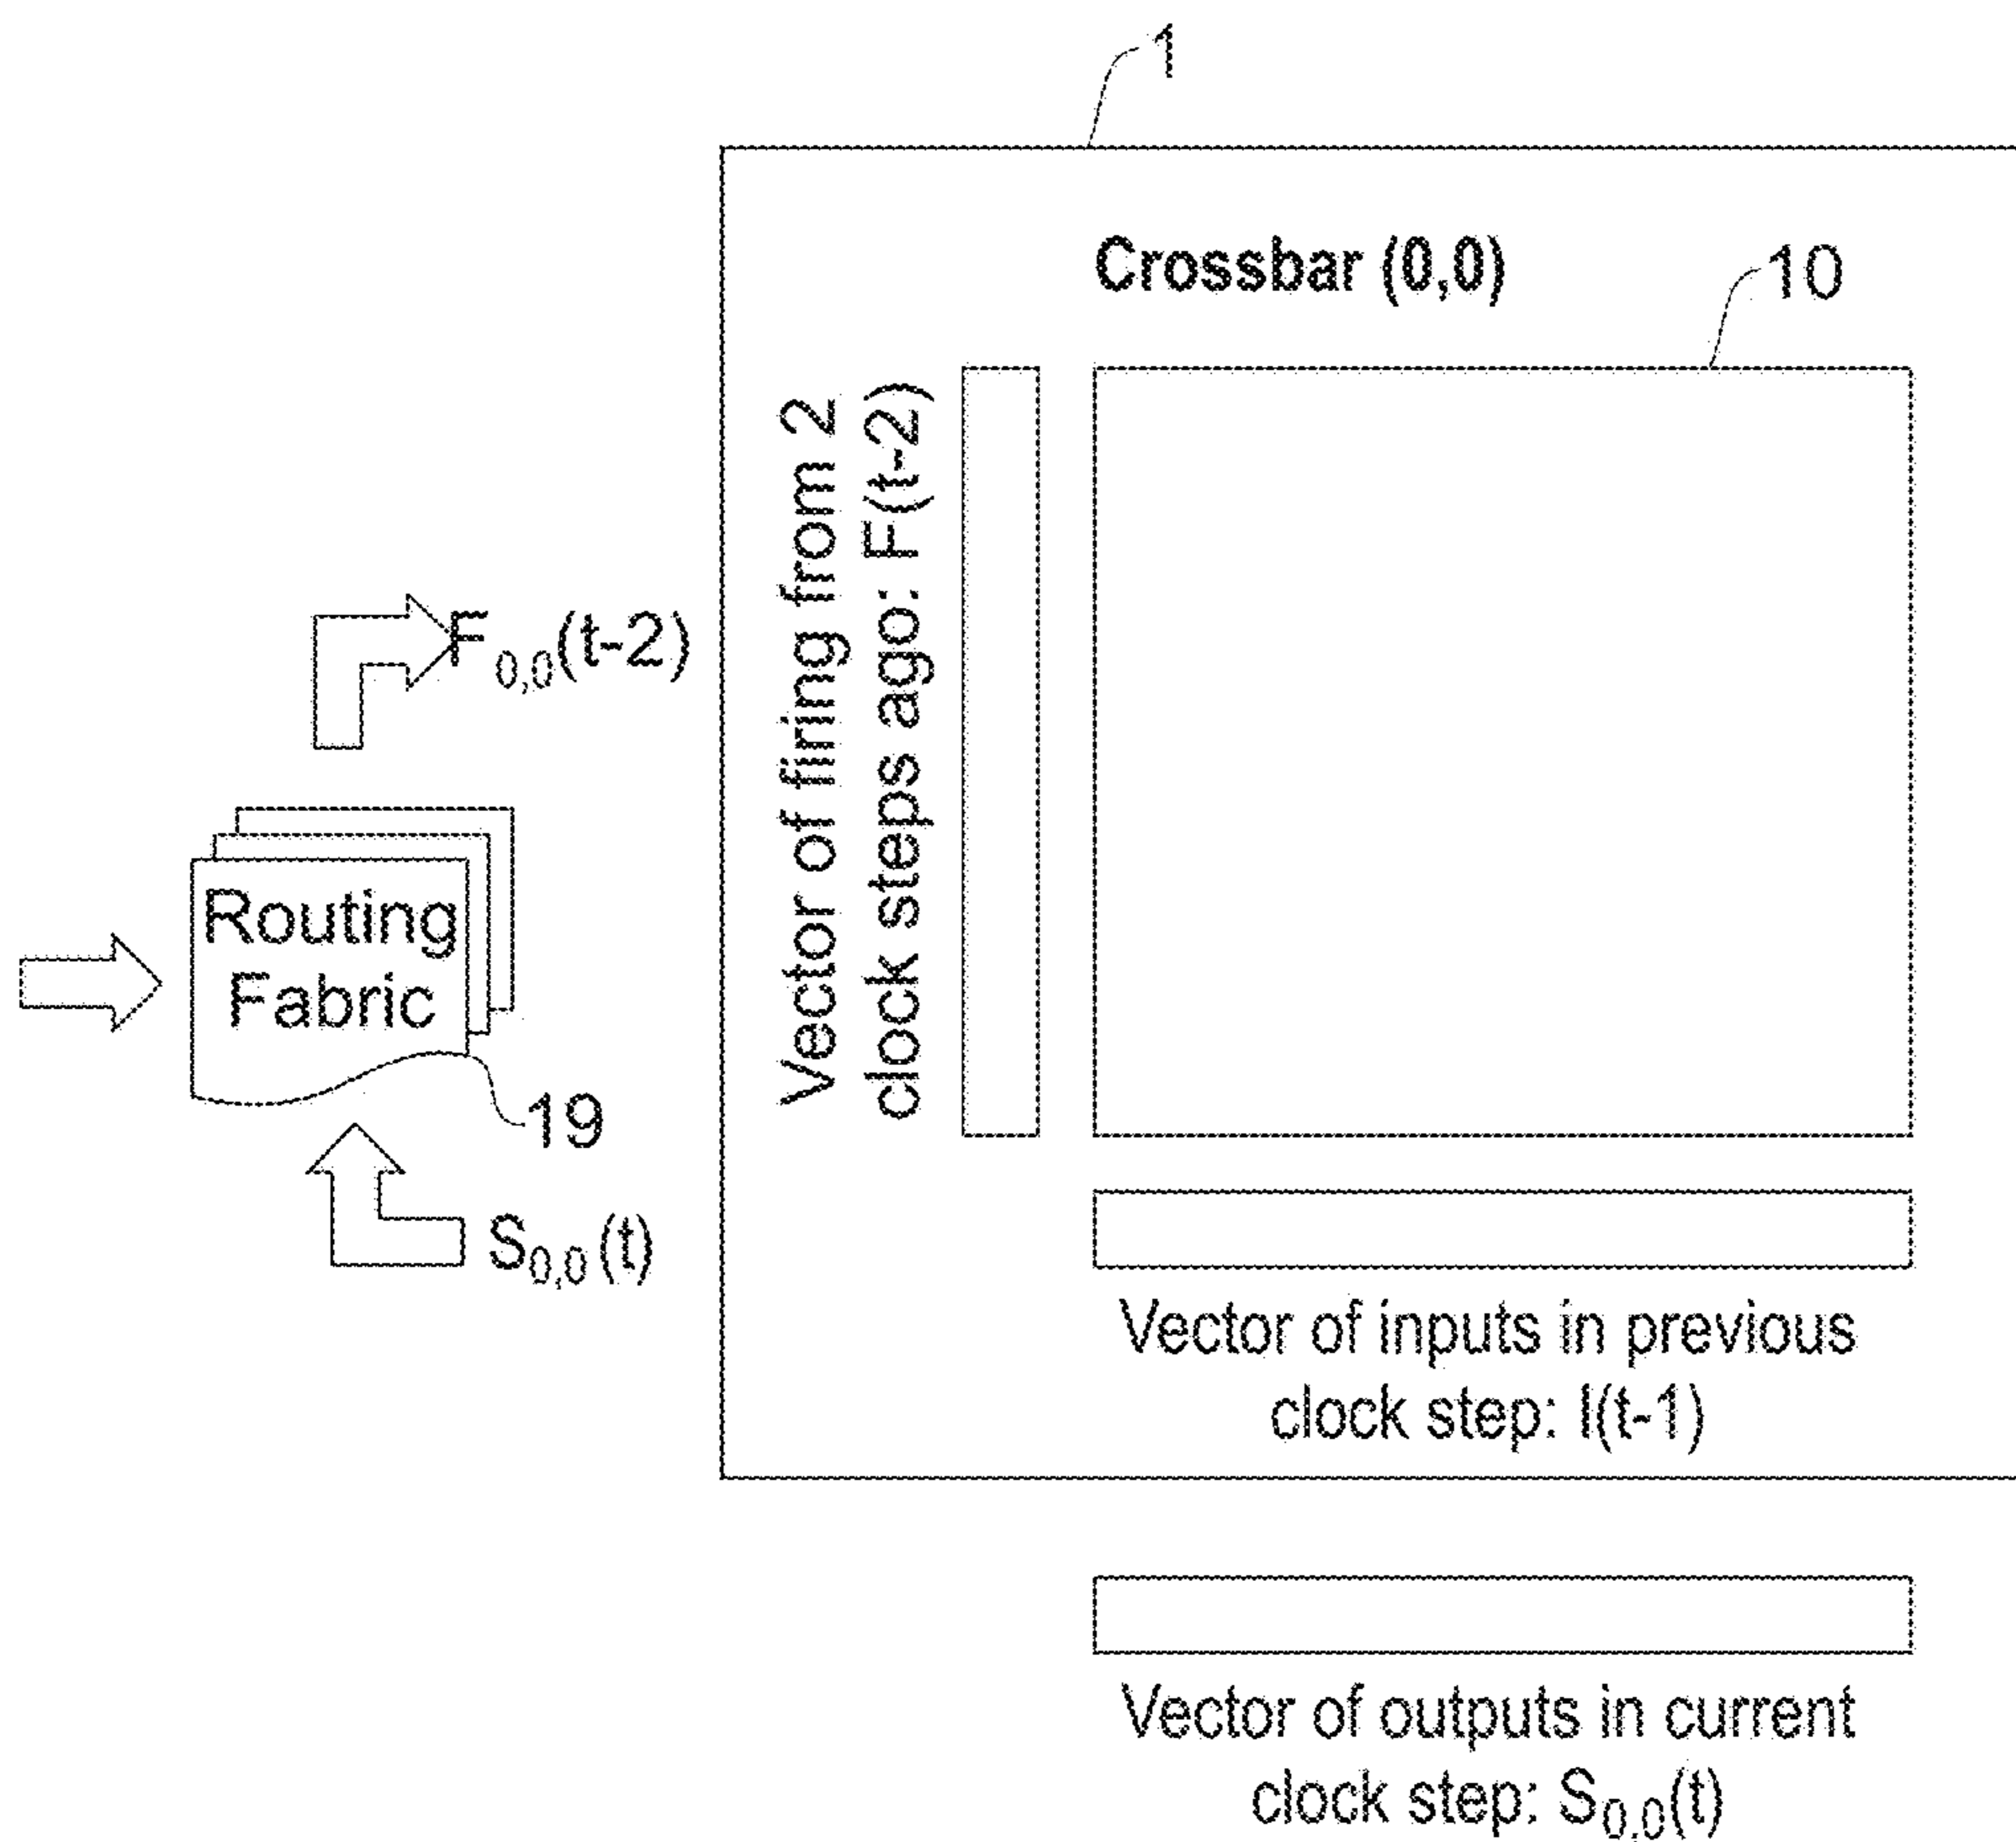 1
Crossbar (0,0)
10
Vector of firing from 2
clock steps ago: F(t-2)
F0,0(t-2)
Routing
Fabric
19
S0,0(t)
Vector of inputs in previous
clock step: I(t-1)
Vector of outputs in current
clock step: S0,0(t)